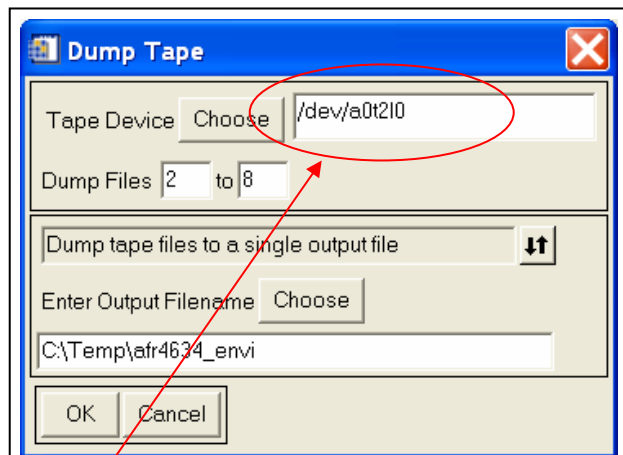 Dump Tape
Tape Device Choose /dev/a0t2l0
Dump Files 2 to 8
Dump tape files to a single output file
Enter Output Filename Choose
C:\Temp\afr4634_envi
OK Cancel